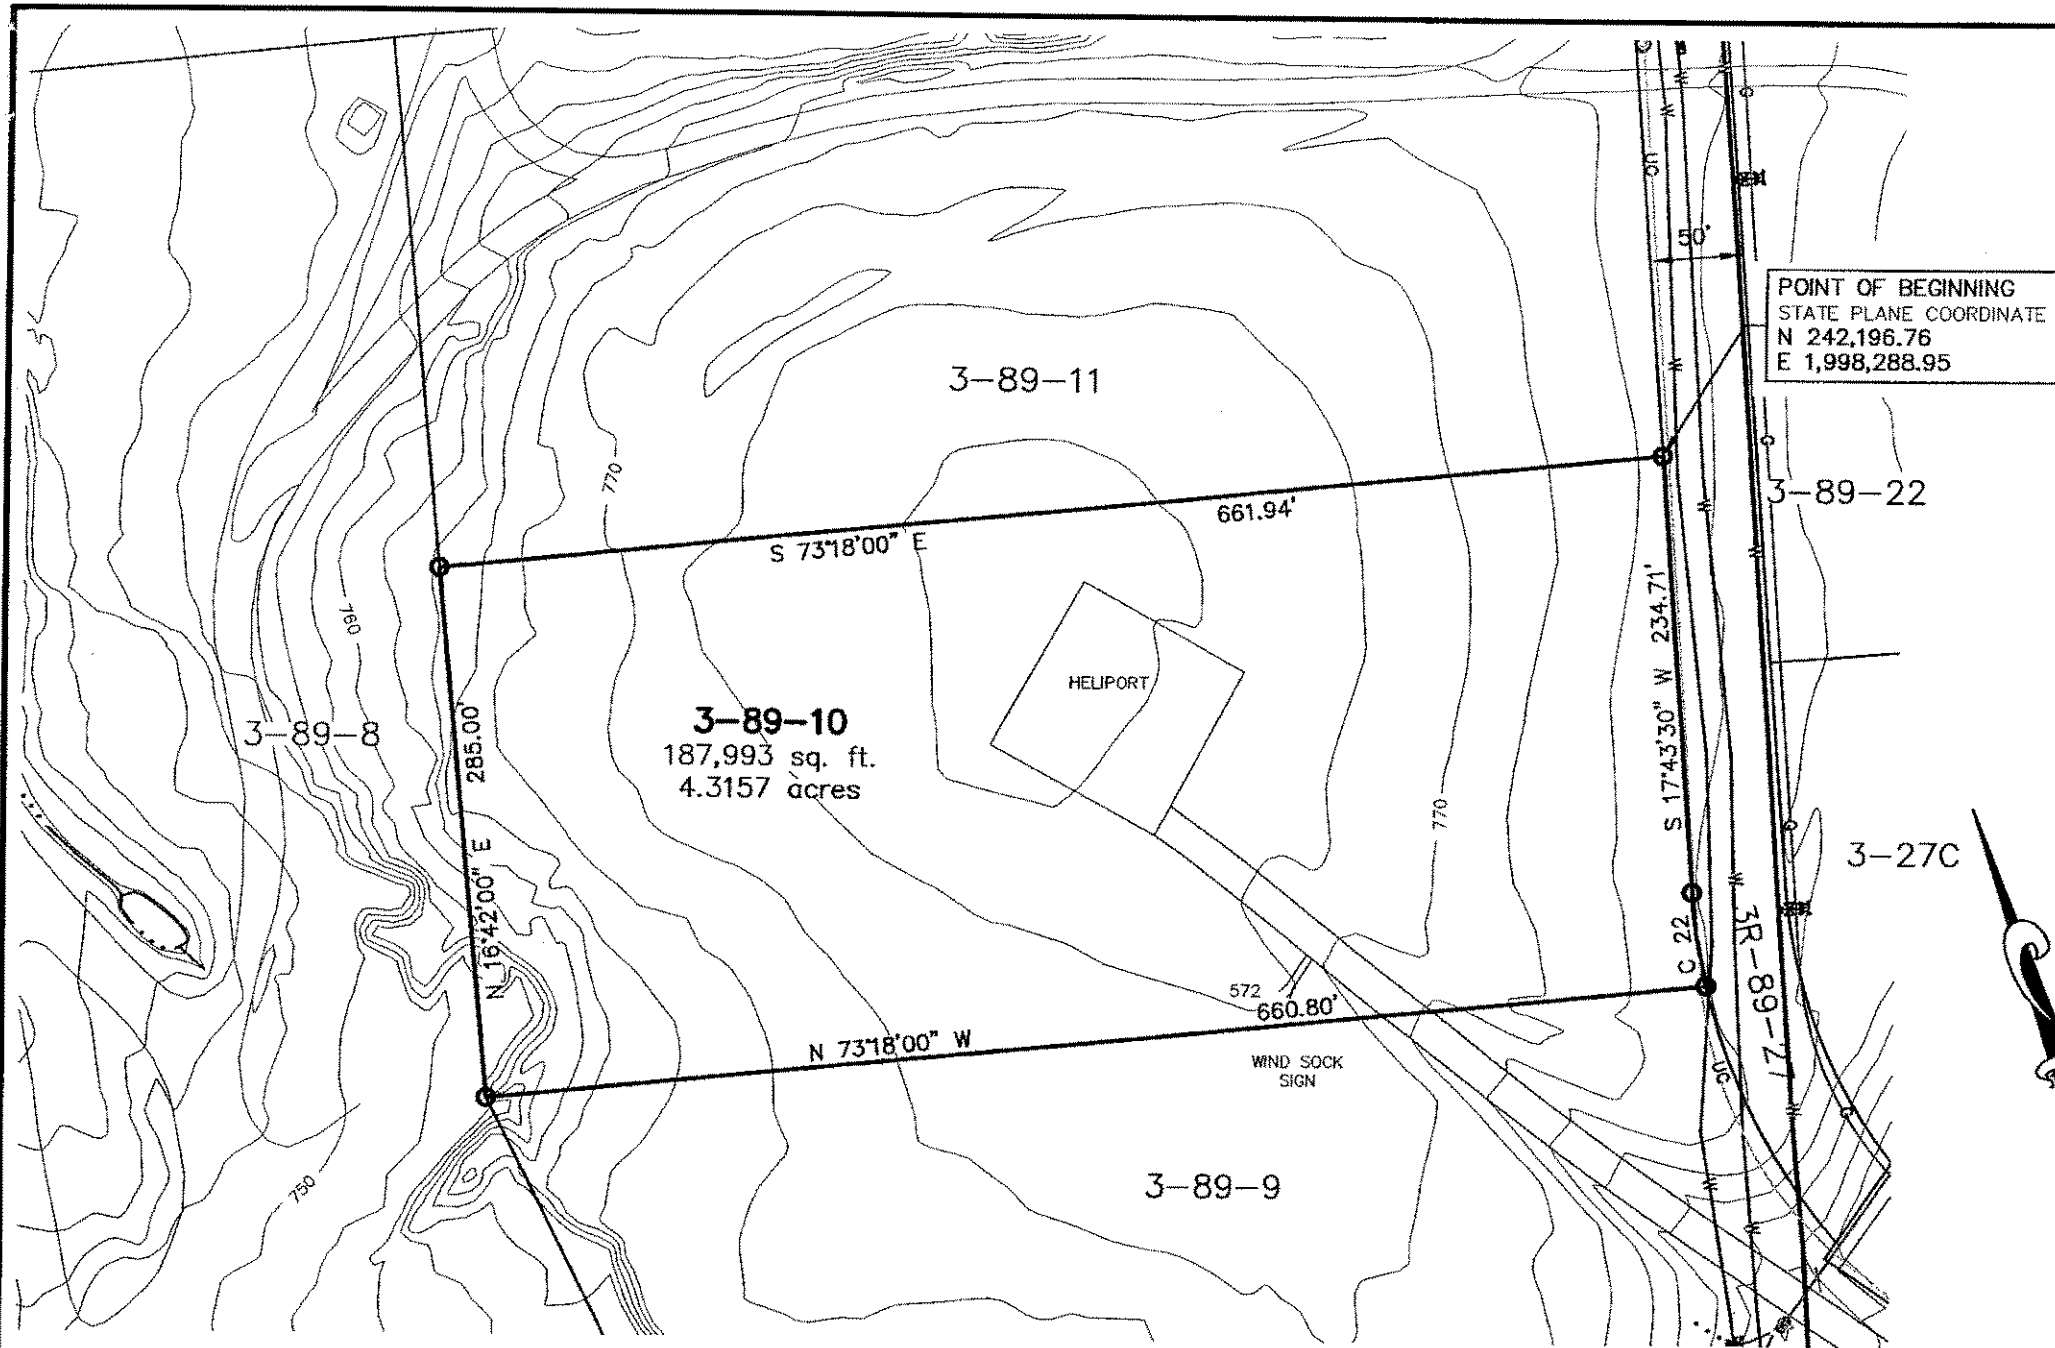 50'
POINT OF BEGINNING
STATE PLANE COORDINATE
N 242,196.76
E 1,998,288.95
3-89-11
770
661.94'
S 73°18'00" E
3-89-22
760
S 17°43'30" W 234.71'
HELIPORT
3-89-8
285.00'
N 16°42'00" E
3-89-10
187,993 sq. ft.
4.3157 acres
770
3-27C
C 22
3R-89-27
572
660.80'
N 73°18'00" W
WIND SOCK
SIGN
UG
750
3-89-9